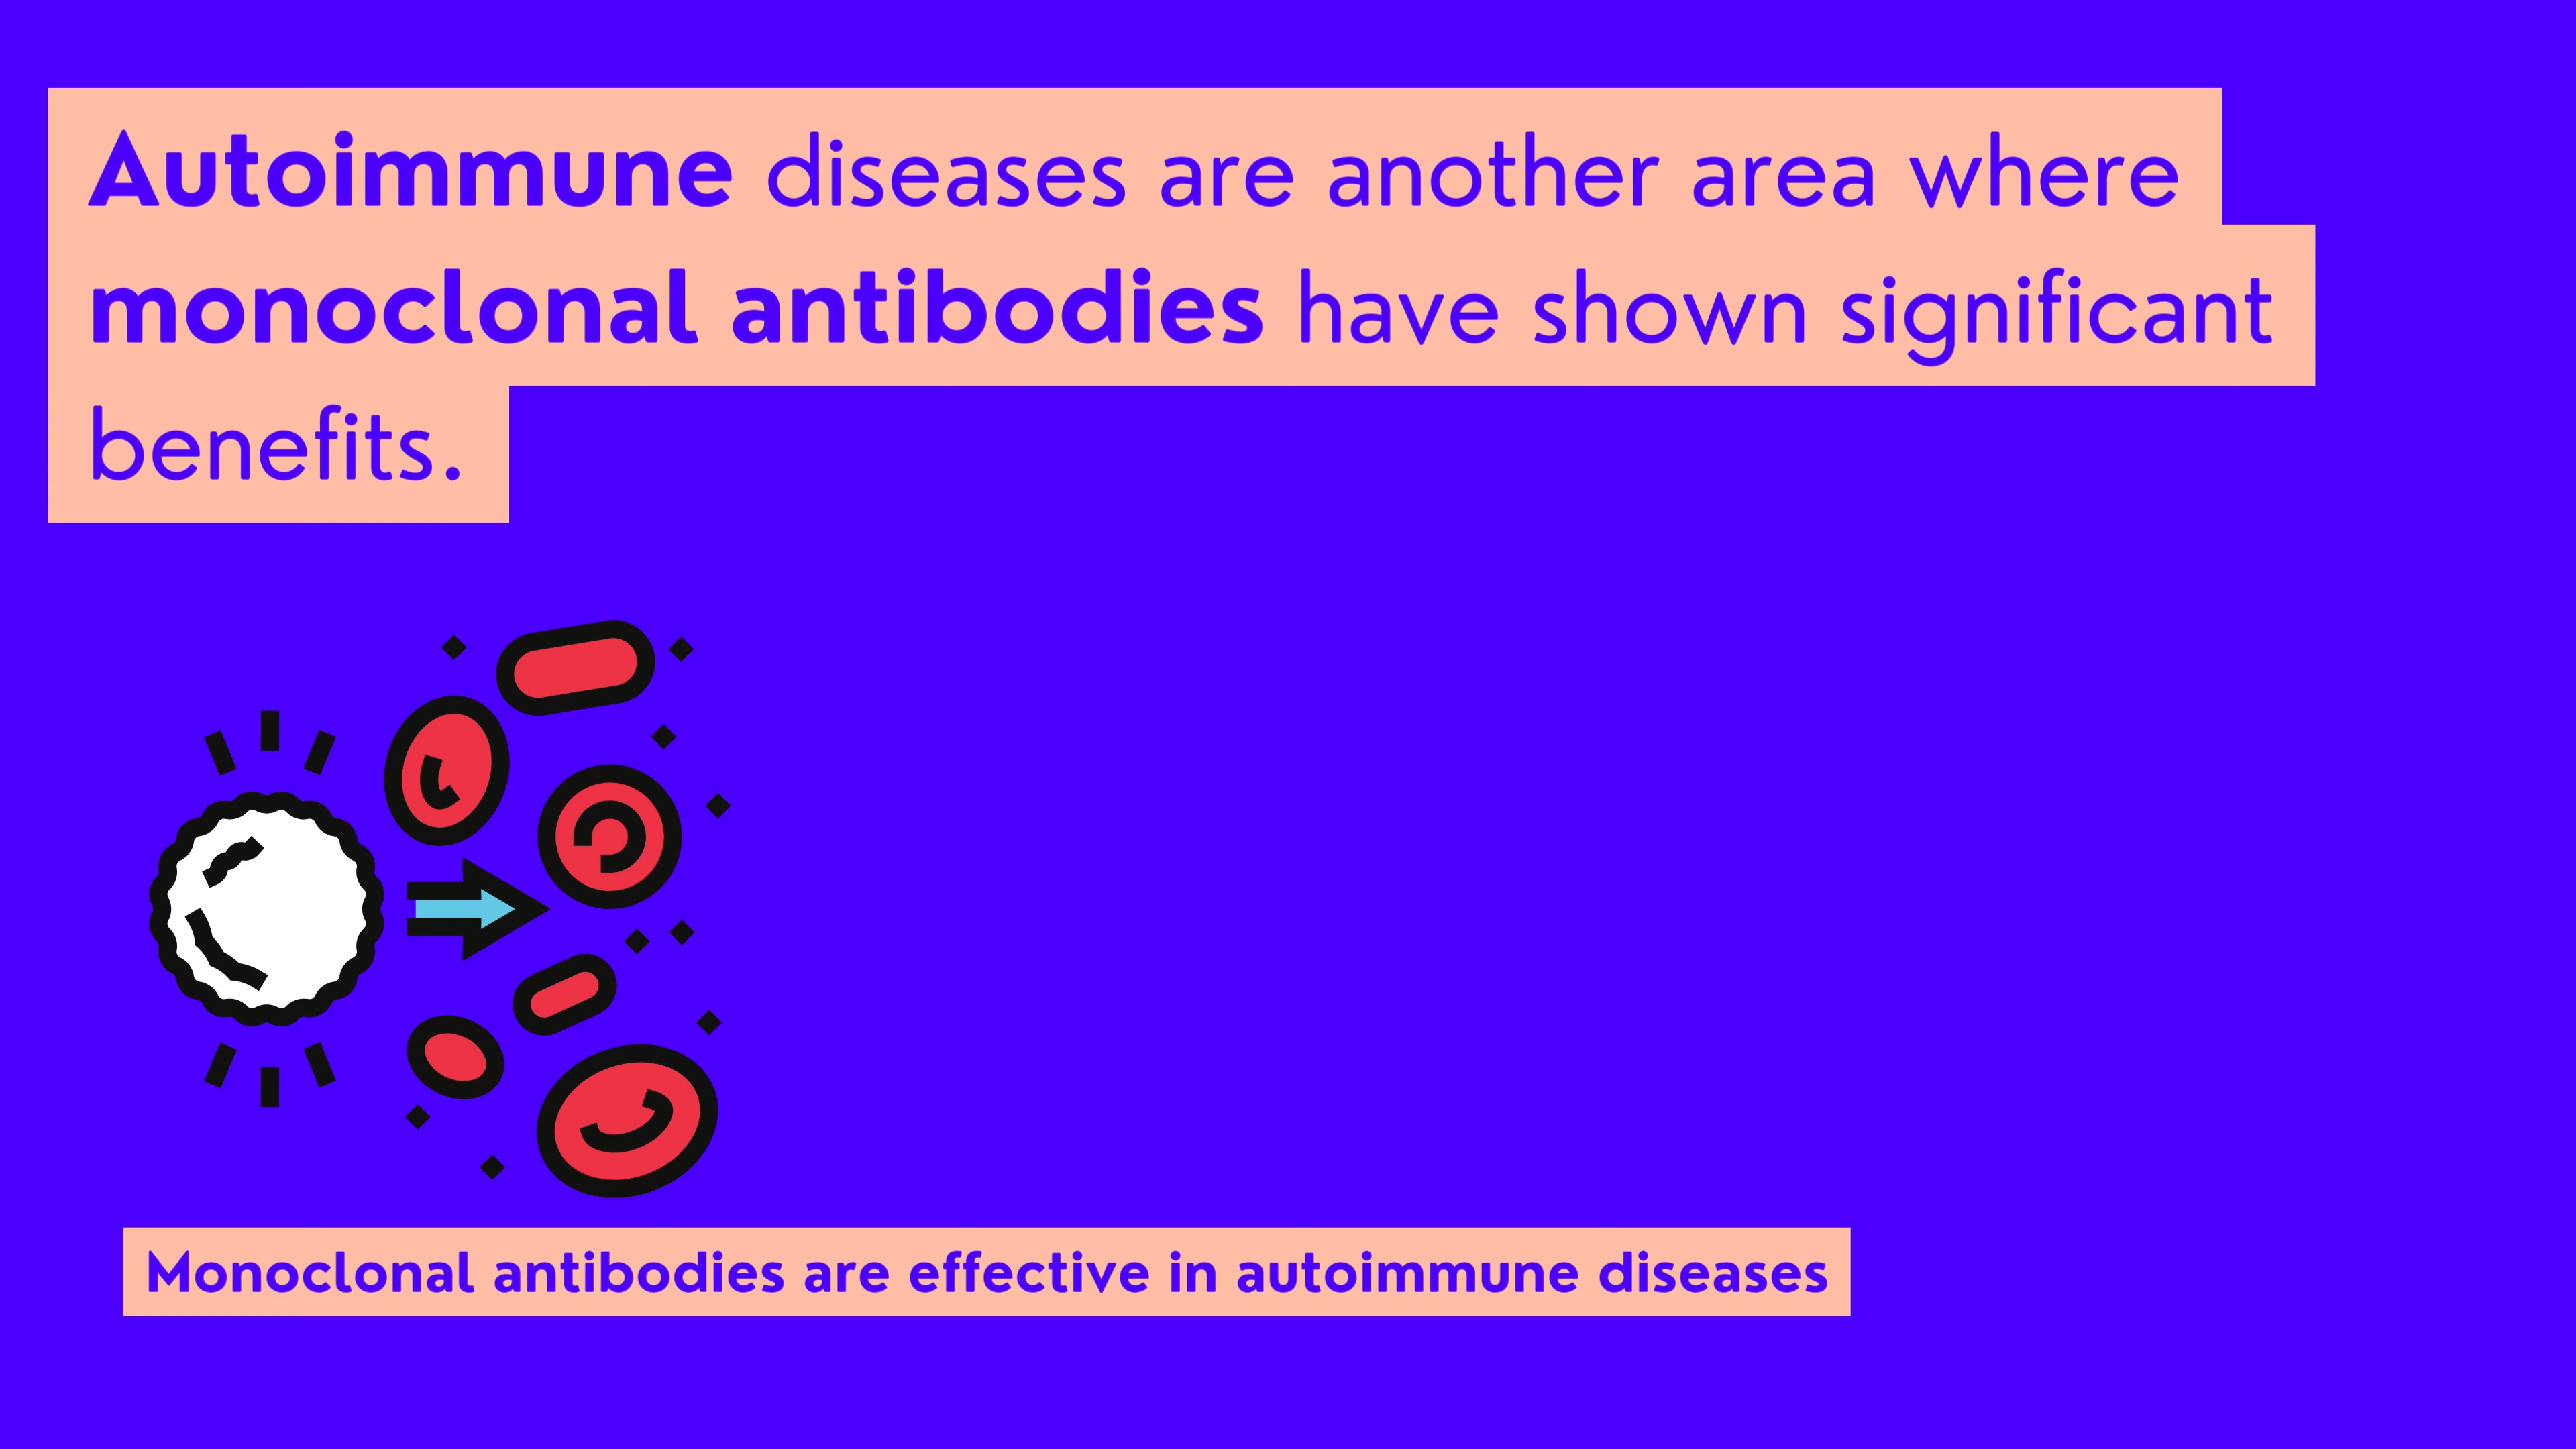 Autoimmune diseases are another area where
monoclonal antibodies have shown significant
benefits.
Monoclonal antibodies are effective in autoimmune diseases